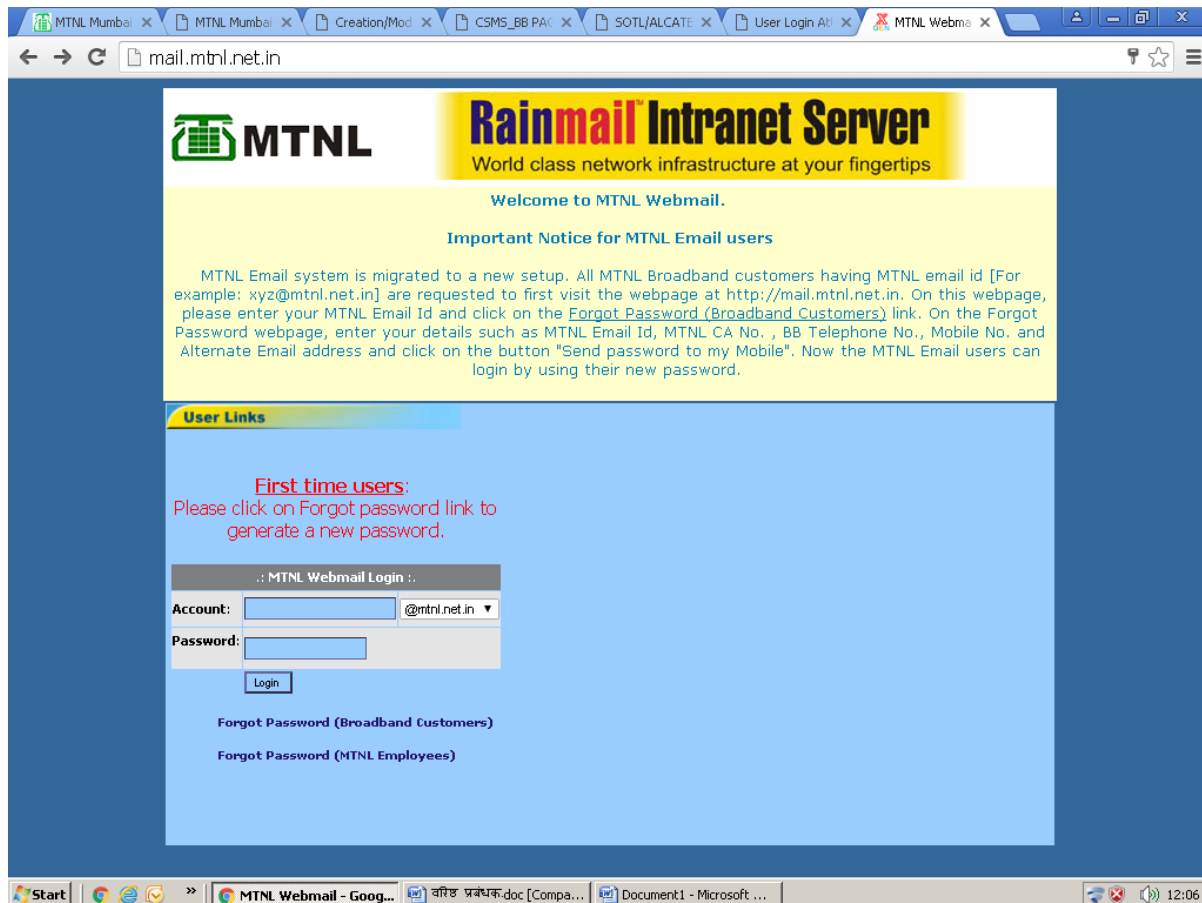 MTNL Mumbai
MTNL Mumbai
Creation/Mod
CSMS_BB PAG
SOTL/ALCATE
User Login At
MTNL Webma
mail.mtnl.net.in
MTNL
Rainmail™ Intranet Server
World class network infrastructure at your fingertips
Welcome to MTNL Webmail.
Important Notice for MTNL Email users
MTNL Email system is migrated to a new setup. All MTNL Broadband customers having MTNL email id [For
example: xyz@mtnl.net.in] are requested to first visit the webpage at http://mail.mtnl.net.in. On this webpage,
please enter your MTNL Email Id and click on the Forgot Password (Broadband Customers) link. On the Forgot
Password webpage, enter your details such as MTNL Email Id, MTNL CA No. , BB Telephone No., Mobile No. and
Alternate Email address and click on the button "Send password to my Mobile". Now the MTNL Email users can
login by using their new password.
User Links
First time users:
Please click on Forgot password link to
generate a new password.
.: MTNL Webmail Login :.
Account:
@mtnl.net.in
Password:
Login
Forgot Password (Broadband Customers)
Forgot Password (MTNL Employees)
Start
MTNL Webmail - Goog...
वरिष्ठ प्रबंधक.doc [Compa...
Document1 - Microsoft ...
12:06